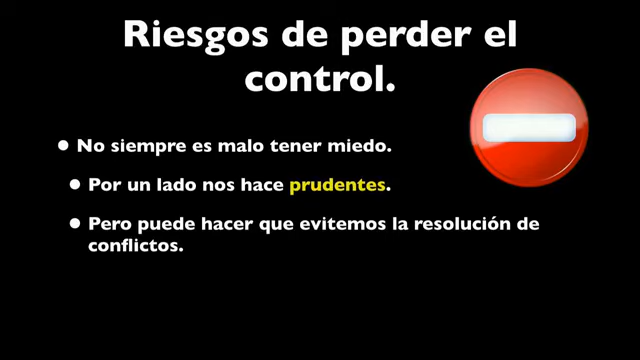 Riesgos de perder el
control.
• No siempre es malo tener miedo.
• Por un lado nos hace prudentes.
• Pero puede hacer que evitemos la resolución de
conflictos.